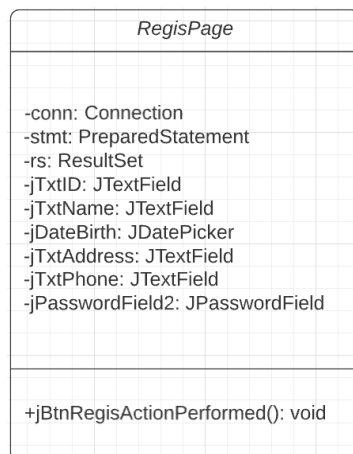 RegisPage
-conn: Connection
-stmt: PreparedStatement
-rs: ResultSet
-jTxtID: JTextField
-jTxtName: JTextField
-jDateBirth: JDatePicker
-jTxtAddress: JTextField
-jTxtPhone: JTextField
-jPasswordField2: JPasswordField
+jBtnRegisActionPerformed(): void